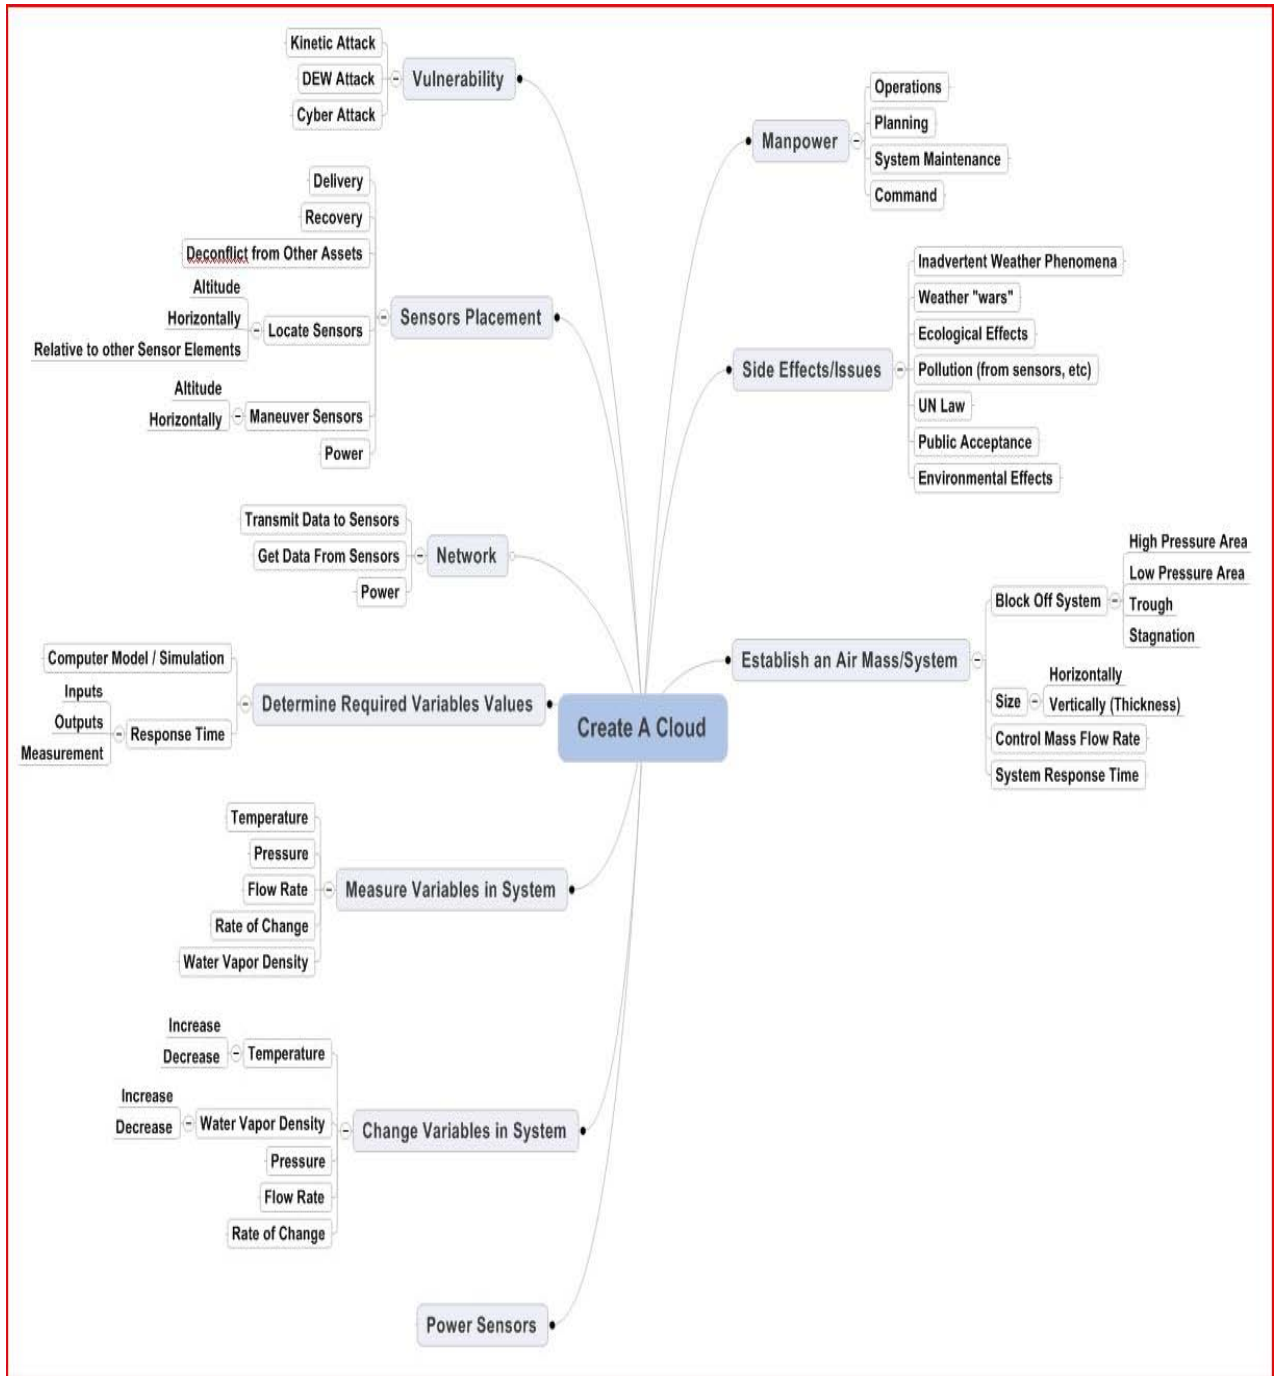 Create A Cloud
Vulnerability
Kinetic Attack
DEW Attack
Cyber Attack
Sensors Placement
Delivery
Recovery
Deconflict from Other Assets
Locate Sensors
Altitude
Horizontally
Relative to other Sensor Elements
Maneuver Sensors
Altitude
Horizontally
Power
Network
Transmit Data to Sensors
Get Data From Sensors
Power
Determine Required Variables Values
Computer Model / Simulation
Response Time
Inputs
Outputs
Measurement
Measure Variables in System
Temperature
Pressure
Flow Rate
Rate of Change
Water Vapor Density
Change Variables in System
Temperature
Increase
Decrease
Water Vapor Density
Increase
Decrease
Pressure
Flow Rate
Rate of Change
Power Sensors
Manpower
Operations
Planning
System Maintenance
Command
Side Effects/Issues
Inadvertent Weather Phenomena
Weather "wars"
Ecological Effects
Pollution (from sensors, etc)
UN Law
Public Acceptance
Environmental Effects
Establish an Air Mass/System
Block Off System
High Pressure Area
Low Pressure Area
Trough
Stagnation
Size
Horizontally
Vertically (Thickness)
Control Mass Flow Rate
System Response Time